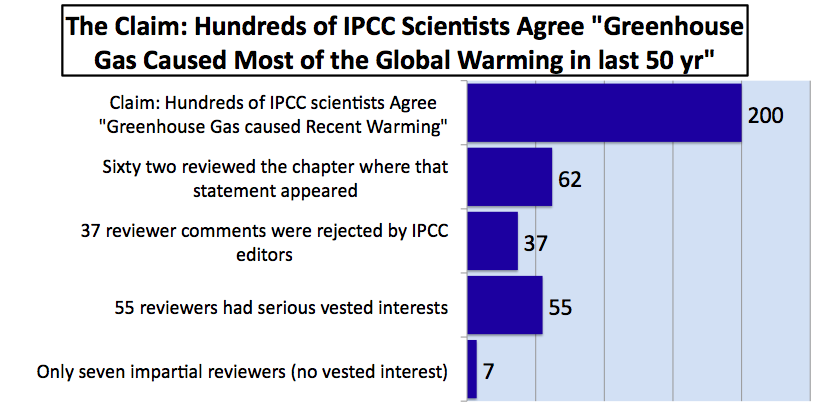 The Claim: Hundreds of IPCC Scientists Agree "Greenhouse
Gas Caused Most of the Global Warming in last 50 yr"
Claim: Hundreds of IPCC scientists Agree
"Greenhouse Gas caused Recent Warming"
200
Sixty two reviewed the chapter where that
statement appeared
62
37 reviewer comments were rejected by IPCC
editors
37
55 reviewers had serious vested interests
55
Only seven impartial reviewers (no vested interest)
7